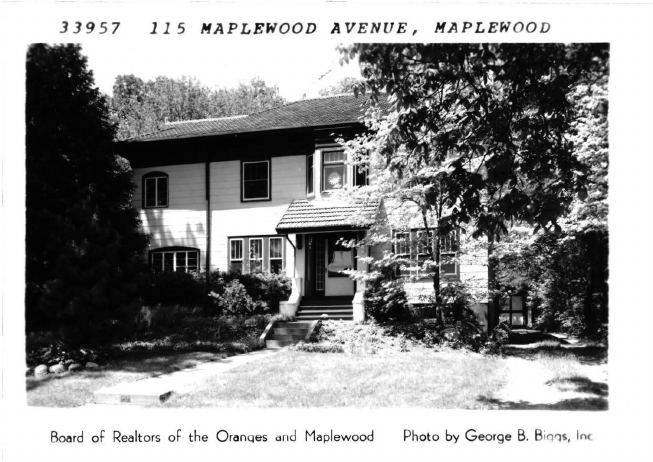 33957 115 MAPLEWOOD AVENUE, MAPLEWOOD
Board of Realtors of the Oranges and Maplewood Photo by George B. Biggs, Inc